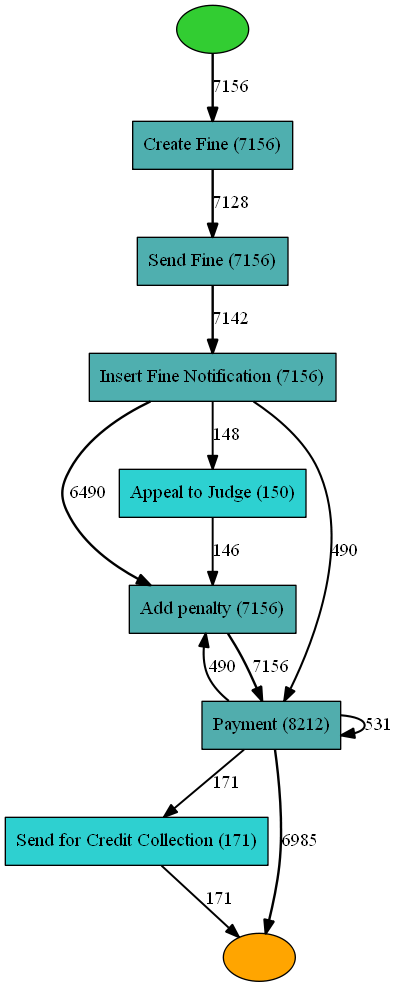 7156
Create Fine (7156)
7128
Send Fine (7156)
7142
Insert Fine Notification (7156)
148
6490
Appeal to Judge (150)
146
490
Add penalty (7156)
490
7156
Payment (8212)
531
171
Send for Credit Collection (171)
6985
171